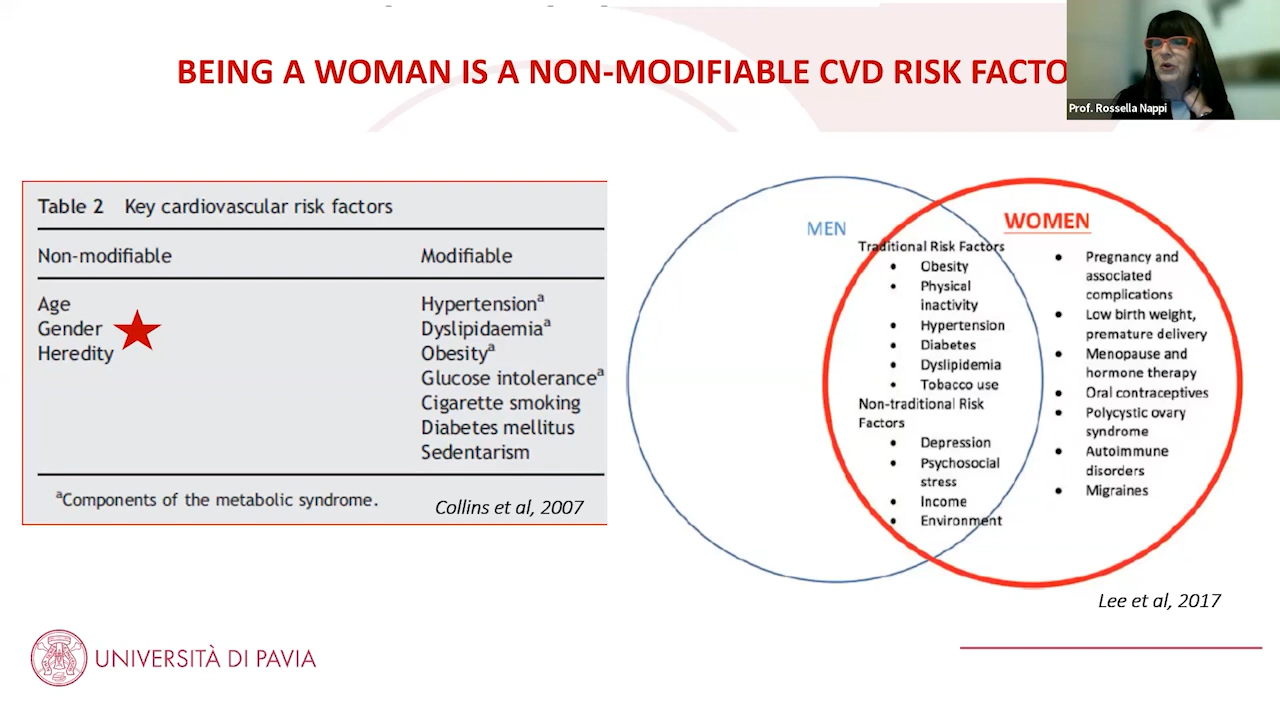 BEING A WOMAN IS A NON-MODIFIABLE CVD RISK FACTO
Prof. Rossella Nappi
Table 2 Key cardiovascular risk factors
Non-modifiable Modifiable
Age Hypertensionᵃ
Gender Dyslipidaemiaᵃ
Heredity Obesityᵃ
Glucose intoleranceᵃ
Cigarette smoking
Diabetes mellitus
Sedentarism
ᵃComponents of the metabolic syndrome.
Collins et al, 2007
MEN
Traditional Risk Factors
• Obesity
• Physical
inactivity
• Hypertension
• Diabetes
• Dyslipidemia
• Tobacco use
Non-traditional Risk
Factors
• Depression
• Psychosocial
stress
• Income
• Environment
WOMEN
• Pregnancy and
associated
complications
• Low birth weight,
premature delivery
• Menopause and
hormone therapy
• Oral contraceptives
• Polycystic ovary
syndrome
• Autoimmune
disorders
• Migraines
Lee et al, 2017
UNIVERSITÀ DI PAVIA